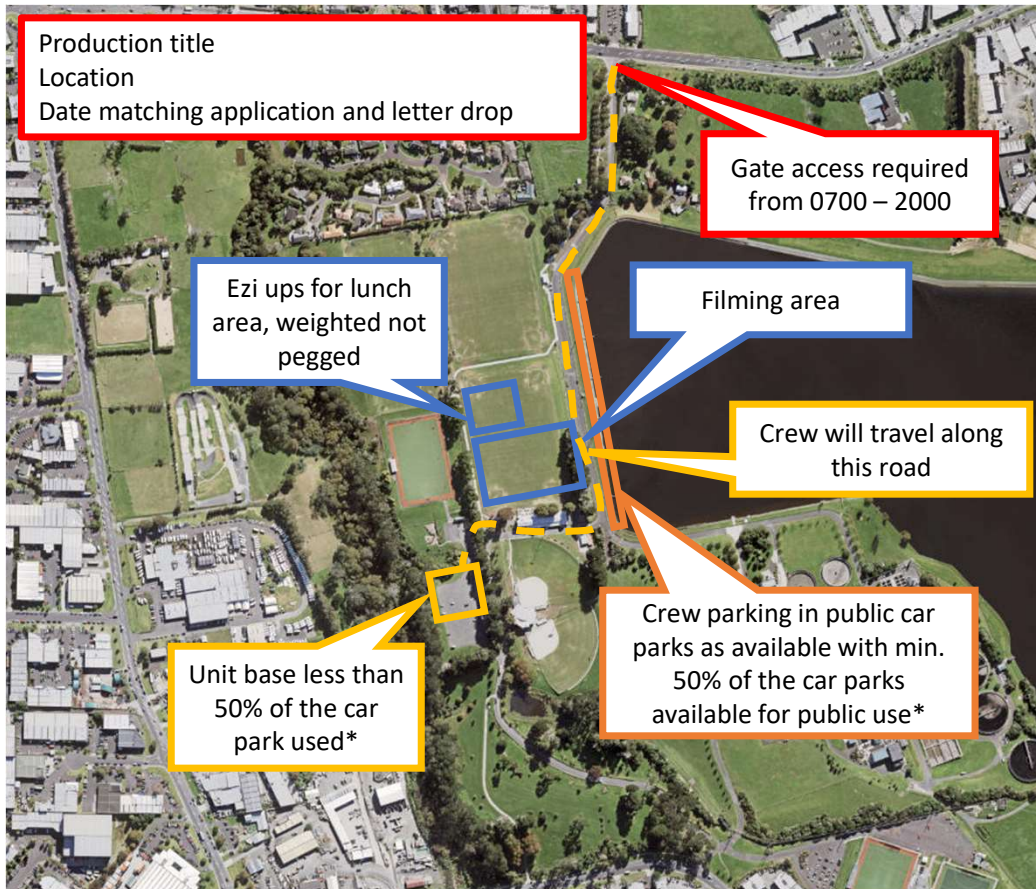 Production title
Location
Date matching application and letter drop
Gate access required
from 0700 – 2000
Ezi ups for lunch
area, weighted not
pegged
Filming area
Crew will travel along
this road
Unit base less than
50% of the car
park used*
Crew parking in public car
parks as available with min.
50% of the car parks
available for public use*